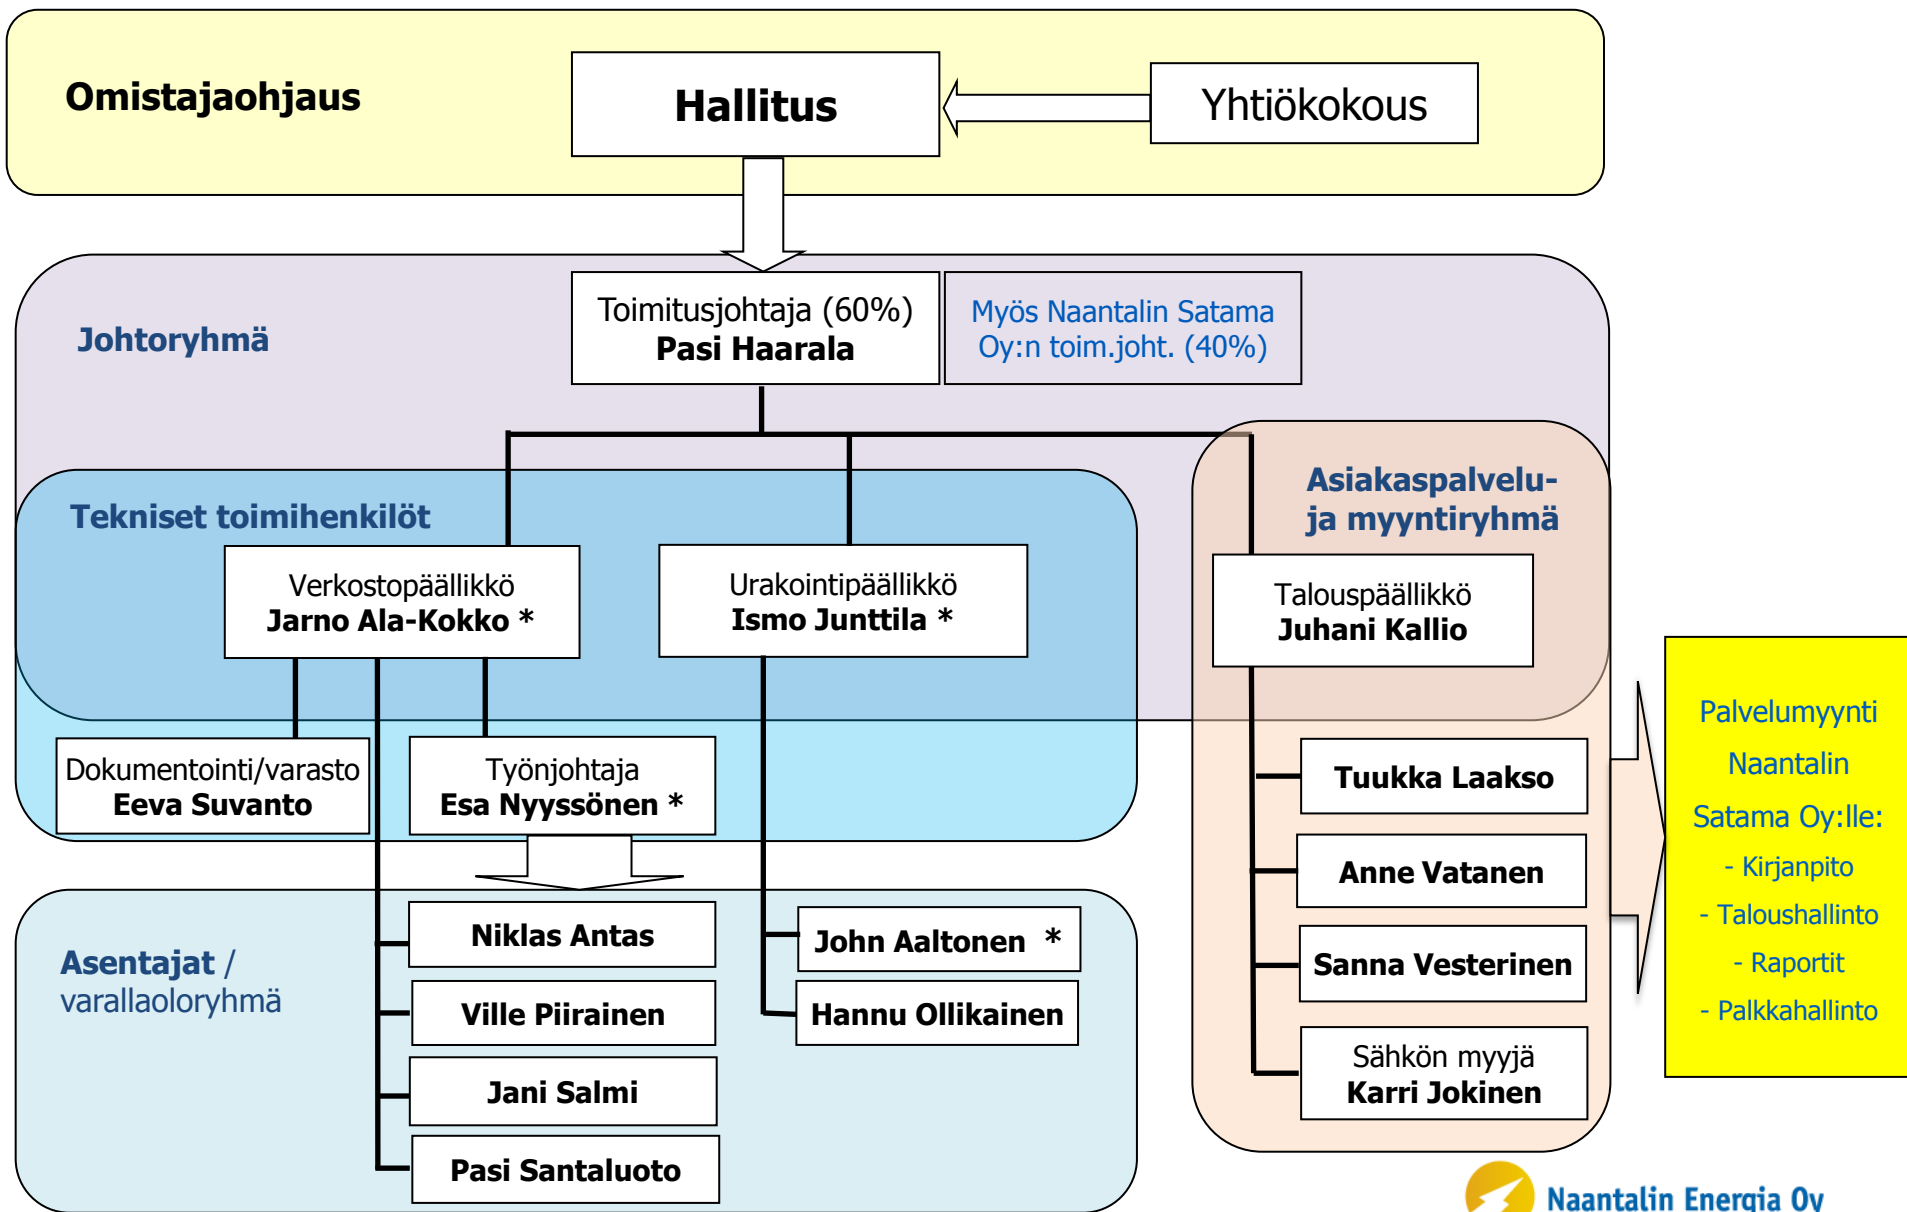 Omistajaohjaus
Hallitus
Yhtiökokous
Johtoryhmä
Toimitusjohtaja (60%)
Pasi Haarala
Myös Naantalin Satama
Oy:n toim.joht. (40%)
Tekniset toimihenkilöt
Asiakaspalvelu-
ja myyntiryhmä
Verkostopäällikkö
Jarno Ala-Kokko *
Urakointipäällikkö
Ismo Junttila *
Talouspäällikkö
Juhani Kallio
Dokumentointi/varasto
Eeva Suvanto
Työnjohtaja
Esa Nyyssönen *
Asentajat /
varallaoloryhmä
Niklas Antas
Ville Piirainen
Jani Salmi
Pasi Santaluoto
John Aaltonen *
Hannu Ollikainen
Tuukka Laakso
Anne Vatanen
Sanna Vesterinen
Sähkön myyjä
Karri Jokinen
Palvelumyynti
Naantalin
Satama Oy:lle:
- Kirjanpito
- Taloushallinto
- Raportit
- Palkkahallinto
Naantalin Energia Oy